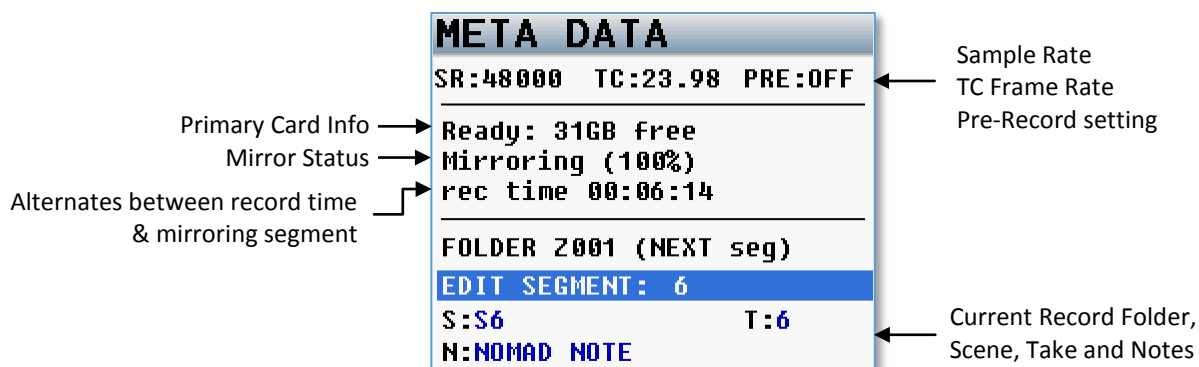 META DATA
SR:48000 TC:23.98 PRE:OFF
Sample Rate
TC Frame Rate
Pre-Record setting
Primary Card Info
Ready: 31GB free
Mirror Status
Mirroring (100%)
Alternates between record time
& mirroring segment
rec time 00:06:14
FOLDER Z001 (NEXT seg)
EDIT SEGMENT: 6
S:S6 T:6
N:NOMAD NOTE
Current Record Folder,
Scene, Take and Notes